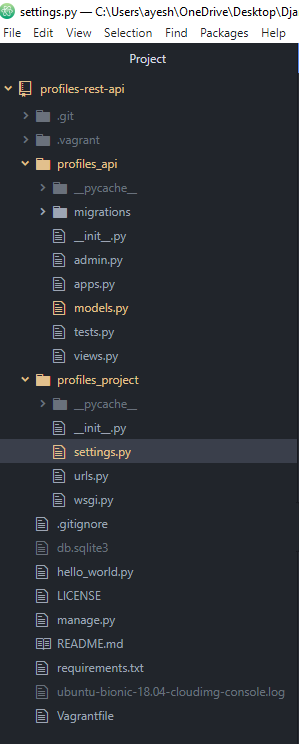 settings.py — C:\Users\ayesh\OneDrive\Desktop\Dja
File Edit View Selection Find Packages Help
Project
profiles-rest-api
.git
.vagrant
profiles_api
__pycache__
migrations
__init__.py
admin.py
apps.py
models.py
tests.py
views.py
profiles_project
__pycache__
__init__.py
settings.py
urls.py
wsgi.py
.gitignore
db.sqlite3
hello_world.py
LICENSE
manage.py
README.md
requirements.txt
ubuntu-bionic-18.04-cloudimg-console.log
Vagrantfile